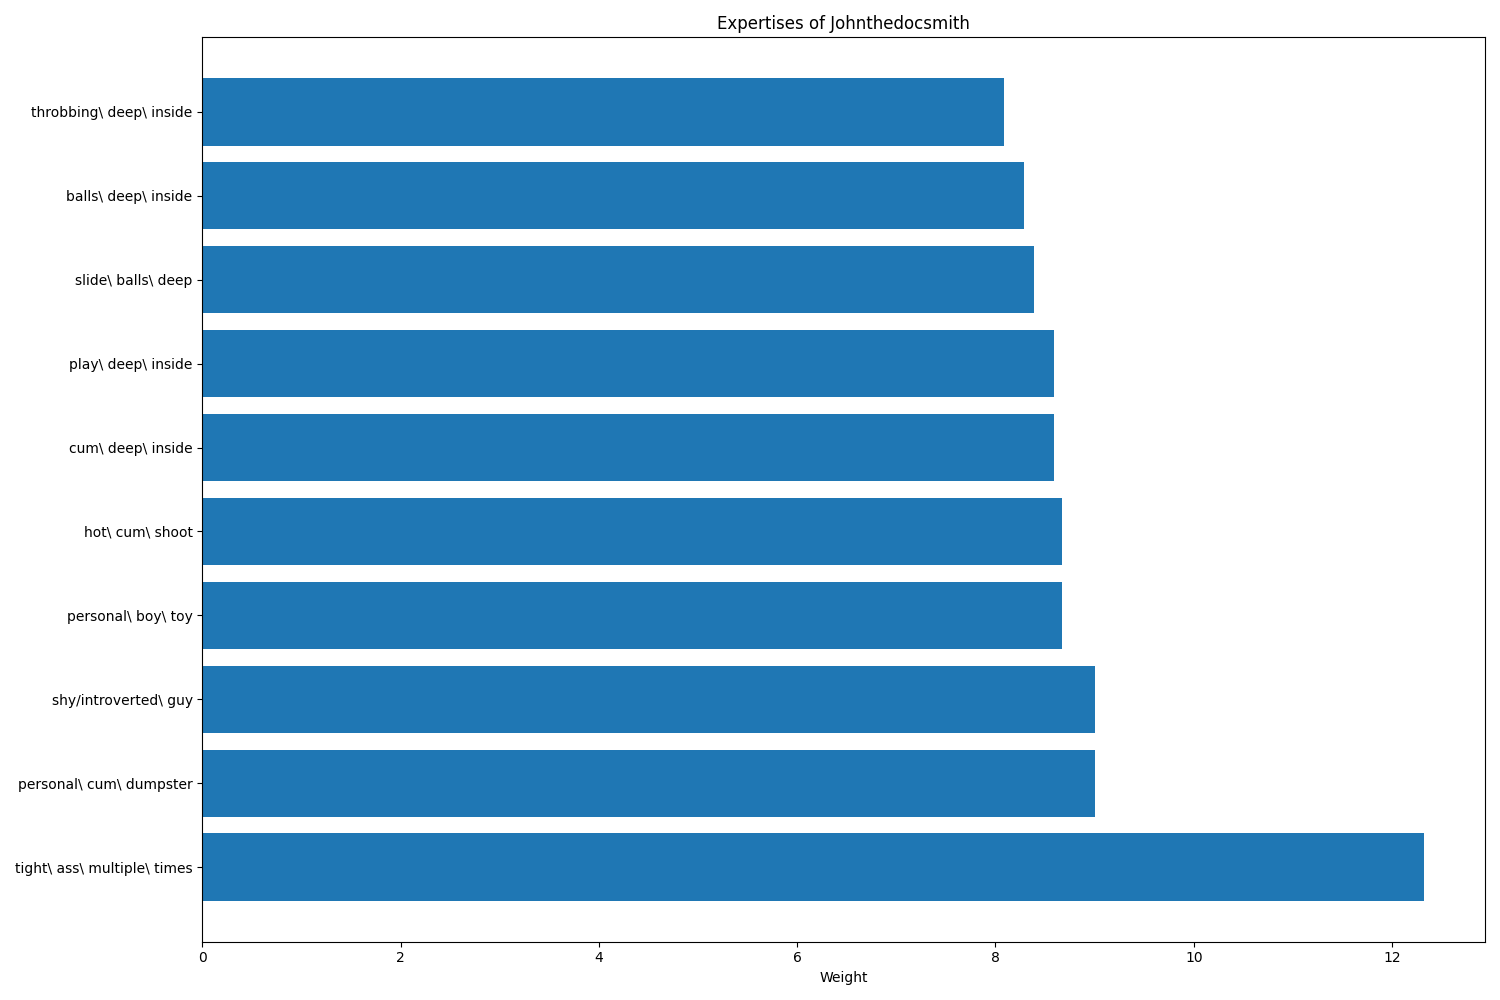 Expertises of Johnthedocsmith
throbbing\ deep\ inside
balls\ deep\ inside
slide\ balls\ deep
play\ deep\ inside
cum\ deep\ inside
hot\ cum\ shoot
personal\ boy\ toy
shy/introverted\ guy
personal\ cum\ dumpster
tight\ ass\ multiple\ times
0 2 4 6 8 10 12
Weight